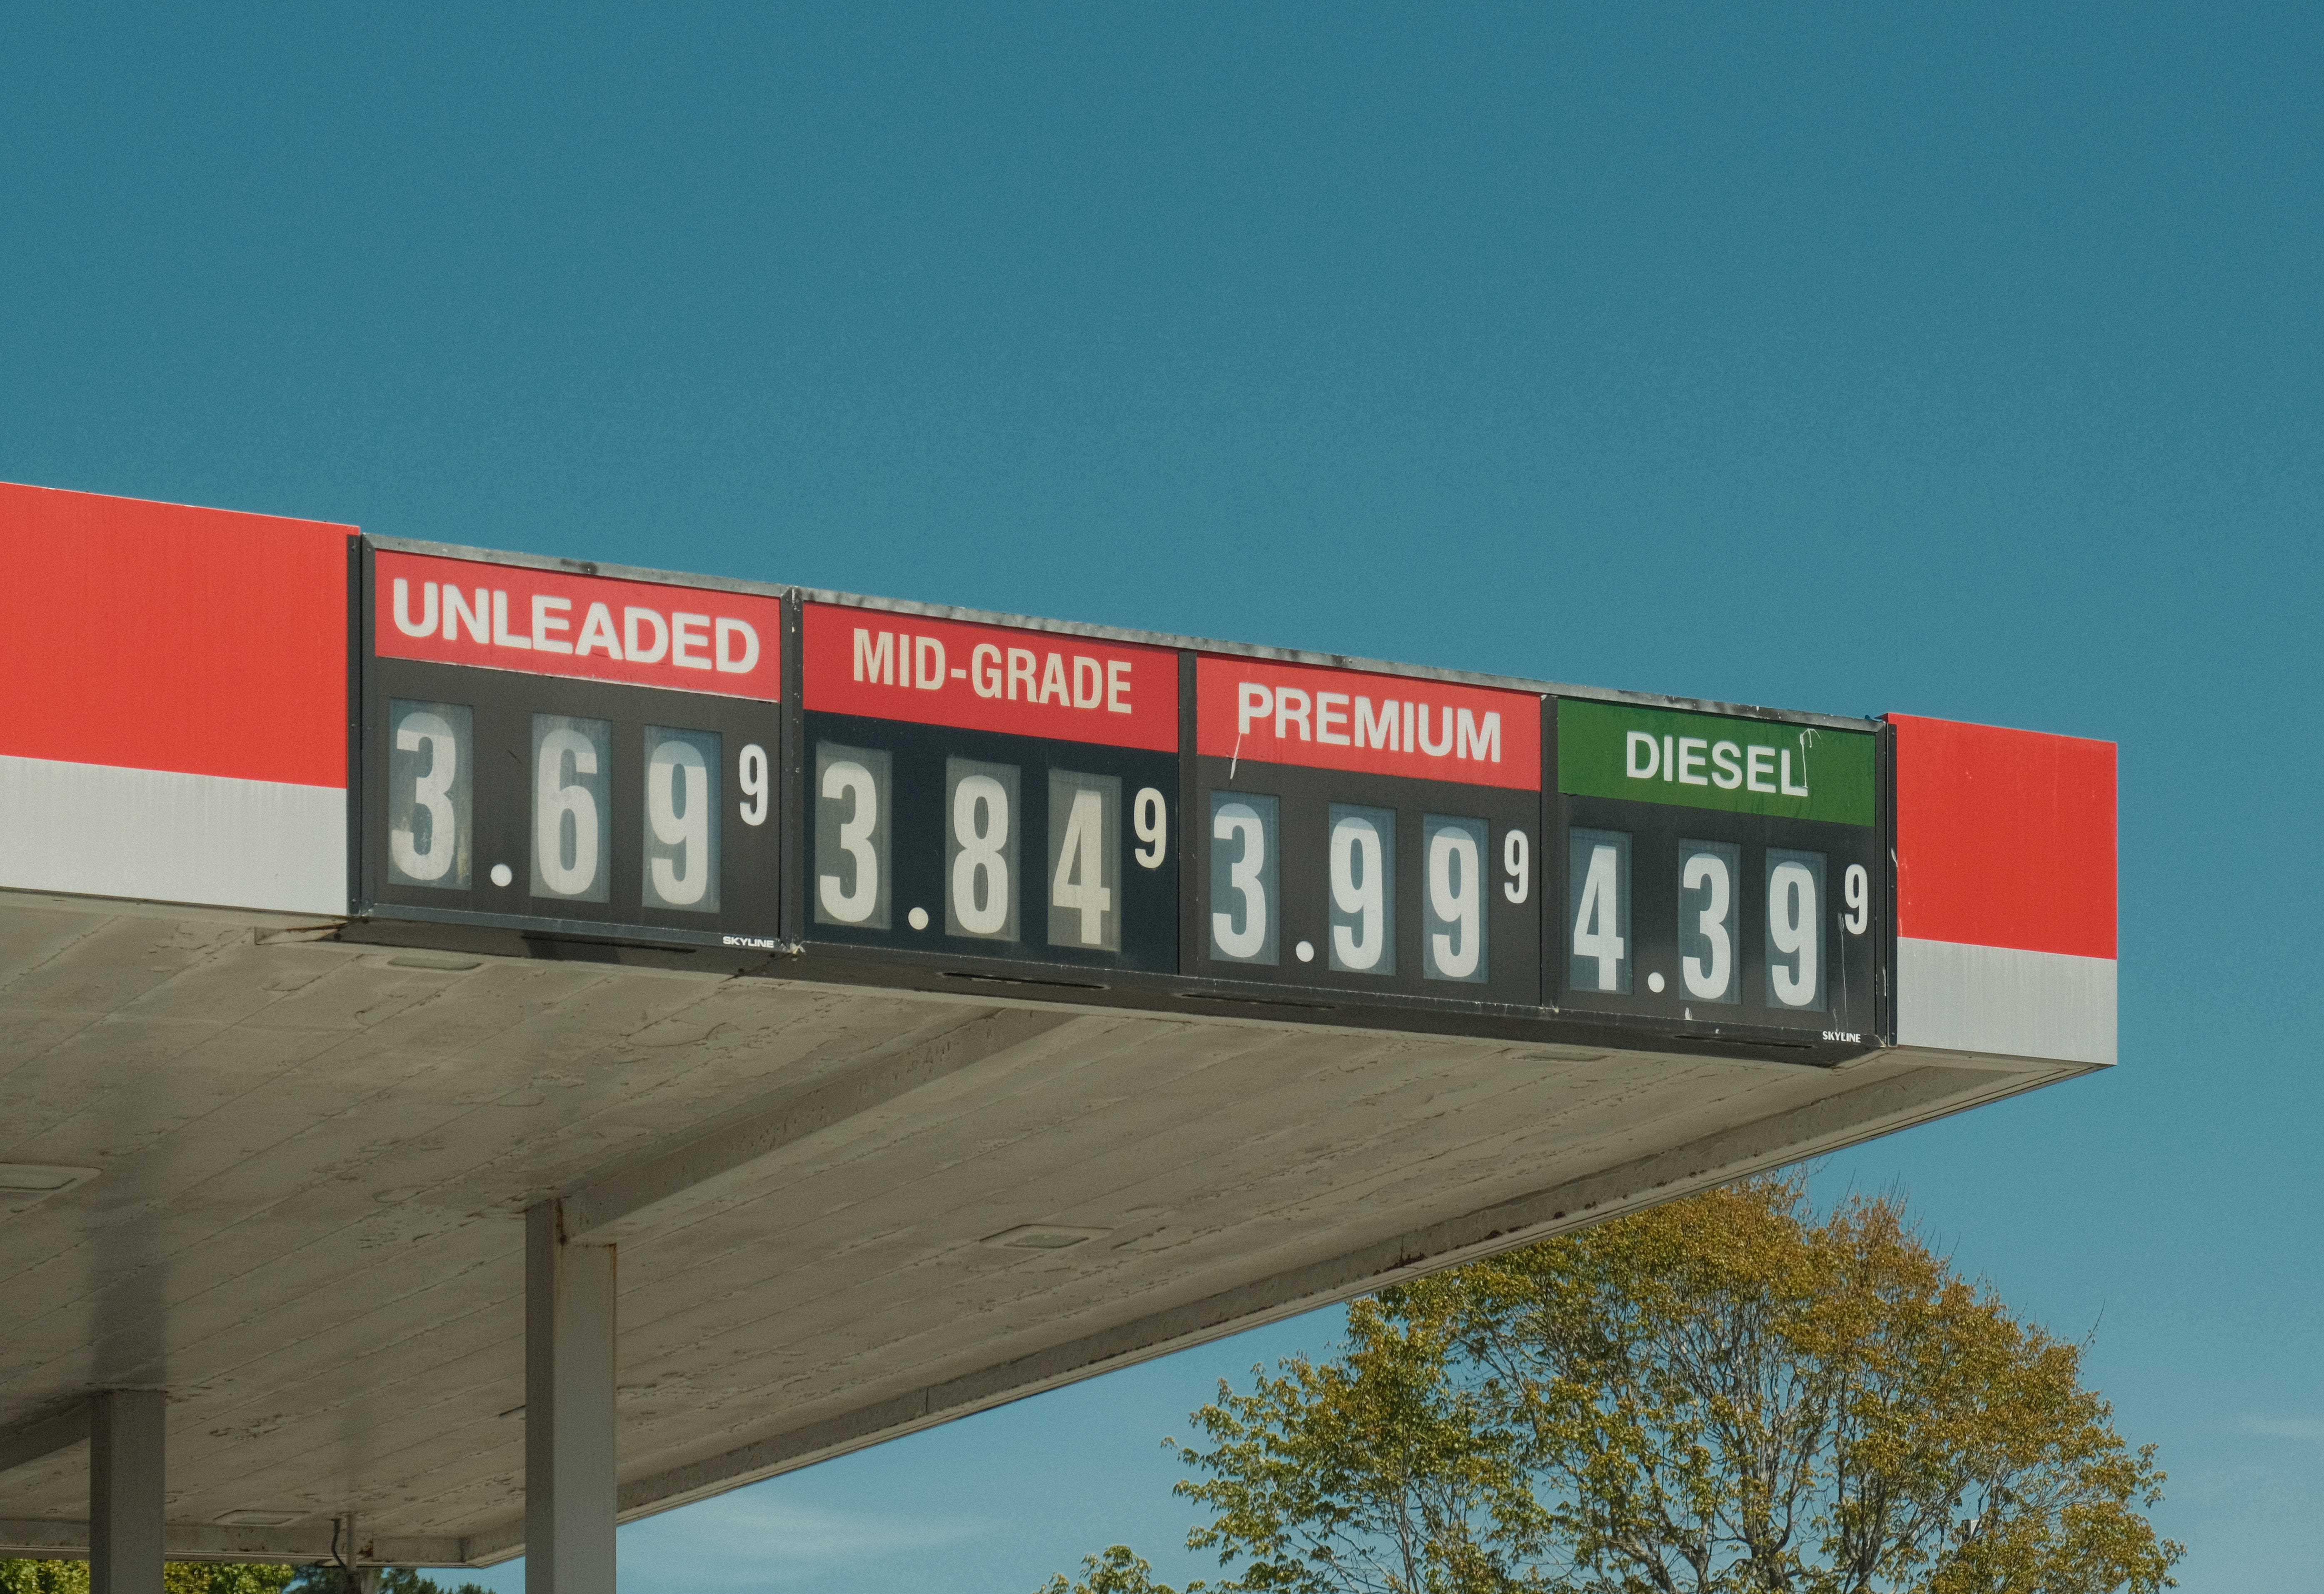 UNLEADED
3.69 9
SKYLINE
MID-GRADE
3.84 9
PREMIUM
3.99 9
DIESEL
4.39 9
SKYLINE